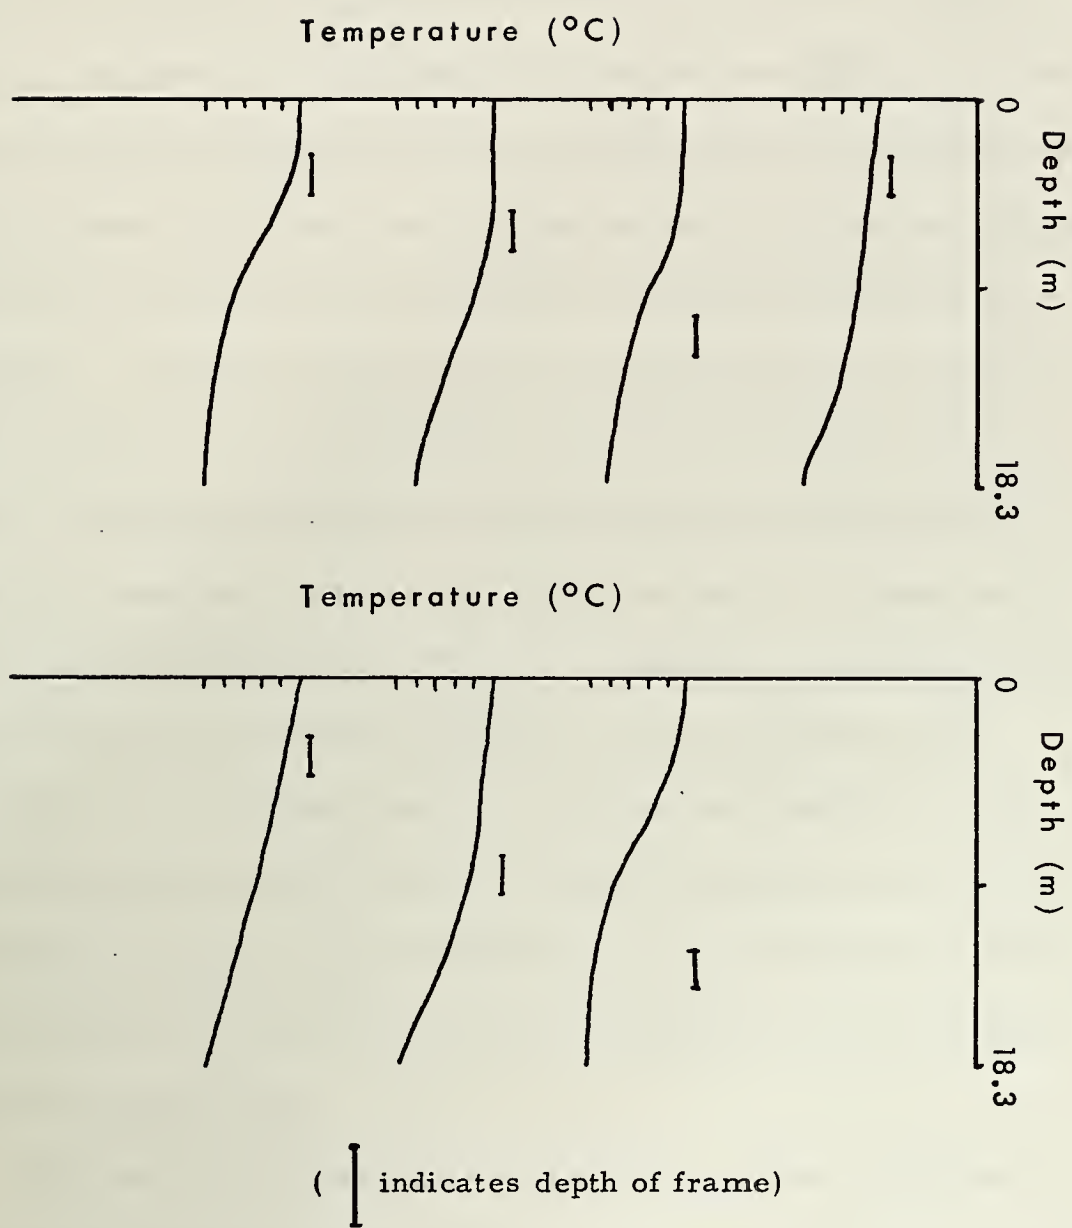 Temperature (°C)
0
Depth (m)
18.3
Temperature (°C)
0
Depth (m)
18.3
( I indicates depth of frame)